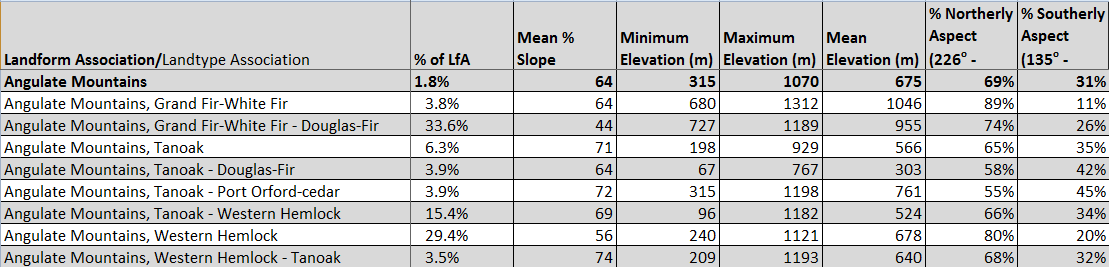 Landform Association/Landtype Association | % of LfA | Mean % Slope | Minimum Elevation (m) | Maximum Elevation (m) | Mean Elevation (m) | % Northerly Aspect (226° - | % Southerly Aspect (135° -
Angulate Mountains | 1.8% | 64 | 315 | 1070 | 675 | 69% | 31%
Angulate Mountains, Grand Fir-White Fir | 3.8% | 64 | 680 | 1312 | 1046 | 89% | 11%
Angulate Mountains, Grand Fir-White Fir - Douglas-Fir | 33.6% | 44 | 727 | 1189 | 955 | 74% | 26%
Angulate Mountains, Tanoak | 6.3% | 71 | 198 | 929 | 566 | 65% | 35%
Angulate Mountains, Tanoak - Douglas-Fir | 3.9% | 64 | 67 | 767 | 303 | 58% | 42%
Angulate Mountains, Tanoak - Port Orford-cedar | 3.9% | 72 | 315 | 1198 | 761 | 55% | 45%
Angulate Mountains, Tanoak - Western Hemlock | 15.4% | 69 | 96 | 1182 | 524 | 66% | 34%
Angulate Mountains, Western Hemlock | 29.4% | 56 | 240 | 1121 | 678 | 80% | 20%
Angulate Mountains, Western Hemlock - Tanoak | 3.5% | 74 | 209 | 1193 | 640 | 68% | 32%